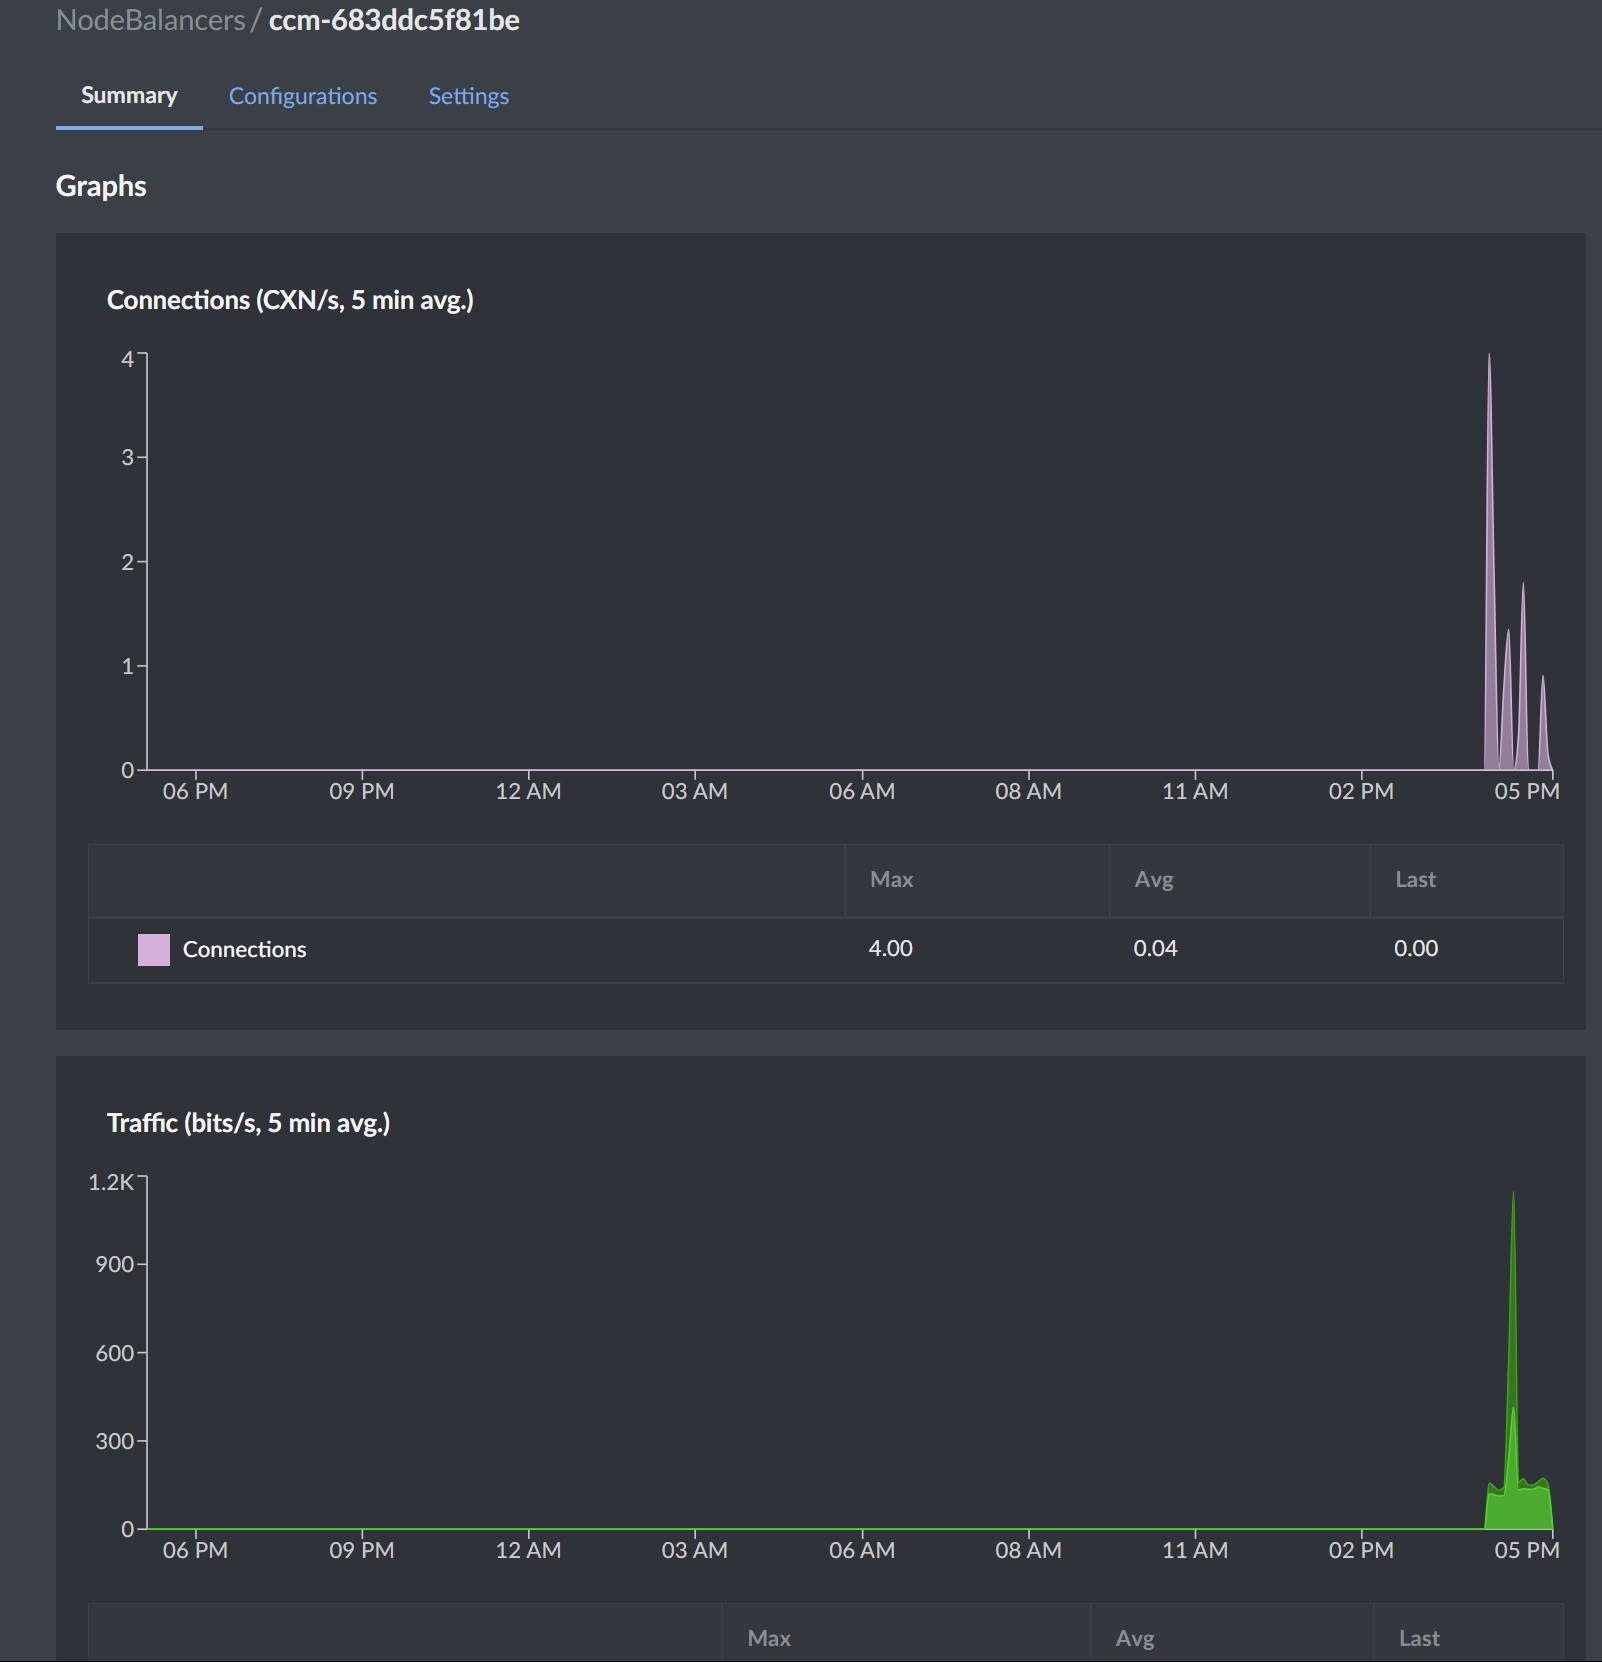 NodeBalancers / ccm-683ddc5f81be
Summary Configurations Settings
Graphs
Connections (CXN/s, 5 min avg.)
4
3
2
1
0
06 PM 09 PM 12 AM 03 AM 06 AM 08 AM 11 AM 02 PM 05 PM
Max Avg Last
Connections 4.00 0.04 0.00
Traffic (bits/s, 5 min avg.)
1.2K
900
600
300
0
06 PM 09 PM 12 AM 03 AM 06 AM 08 AM 11 AM 02 PM 05 PM
Max Avg Last